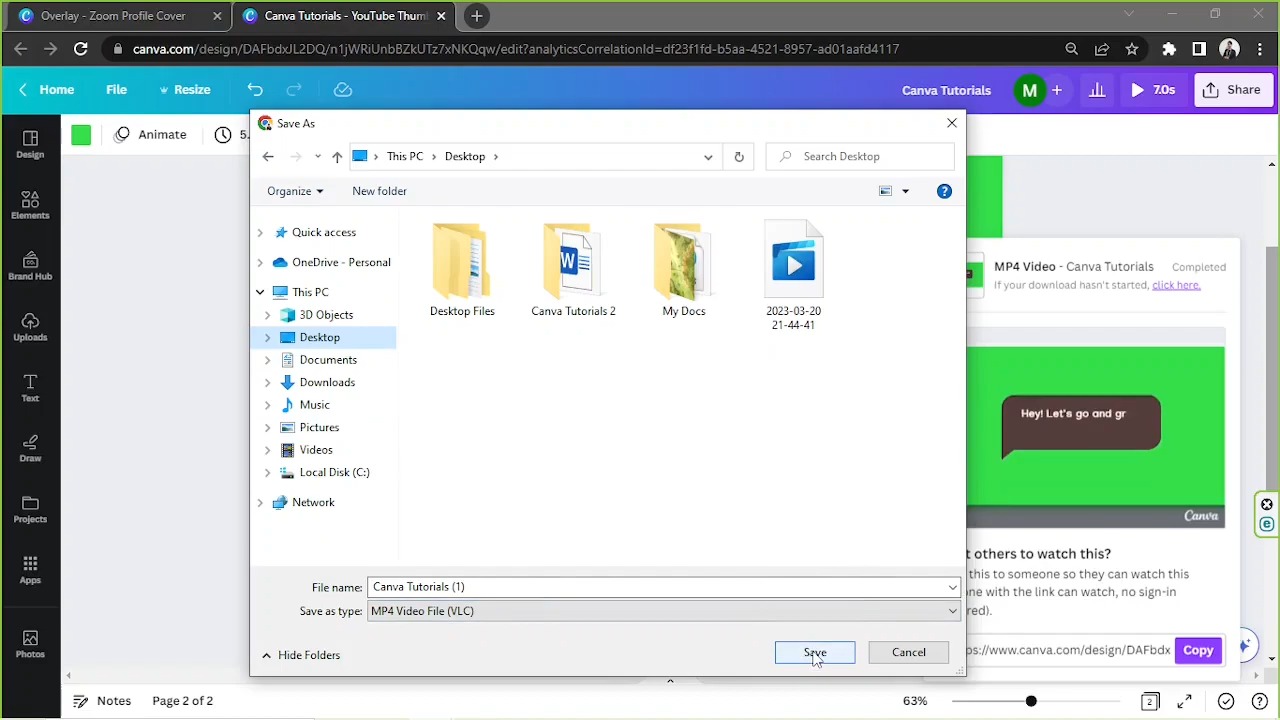 Overlay - Zoom Profile Cover
Canva Tutorials - YouTube Thum
canva.com/design/DAFbdxJL2DQ/n1jWRiUnbBZkUTz7xNKQqw/edit?analyticsCorrelationId=df23f1fd-b5aa-4521-8957-ad01aafd4117
Home
File
Resize
Canva Tutorials
M
7.0s
Share
Design
Elements
Brand Hub
Uploads
Text
Draw
Projects
Apps
Photos
Animate
5.
Save As
This PC
Desktop
Search Desktop
Organize
New folder
Quick access
OneDrive - Personal
This PC
3D Objects
Desktop
Documents
Downloads
Music
Pictures
Videos
Local Disk (C:)
Network
Desktop Files
Canva Tutorials 2
My Docs
2023-03-20
21-44-41
File name:
Canva Tutorials (1)
Save as type:
MP4 Video File (VLC)
Hide Folders
Save
Cancel
MP4 Video - Canva Tutorials
Completed
If your download hasn't started, click here.
Hey! Let's go and gr
Canva
t others to watch this?
this to someone so they can watch this
one with the link can watch, no sign-in
red).
ps://www.canva.com/design/DAFbdx
Copy
Notes
Page 2 of 2
63%
2